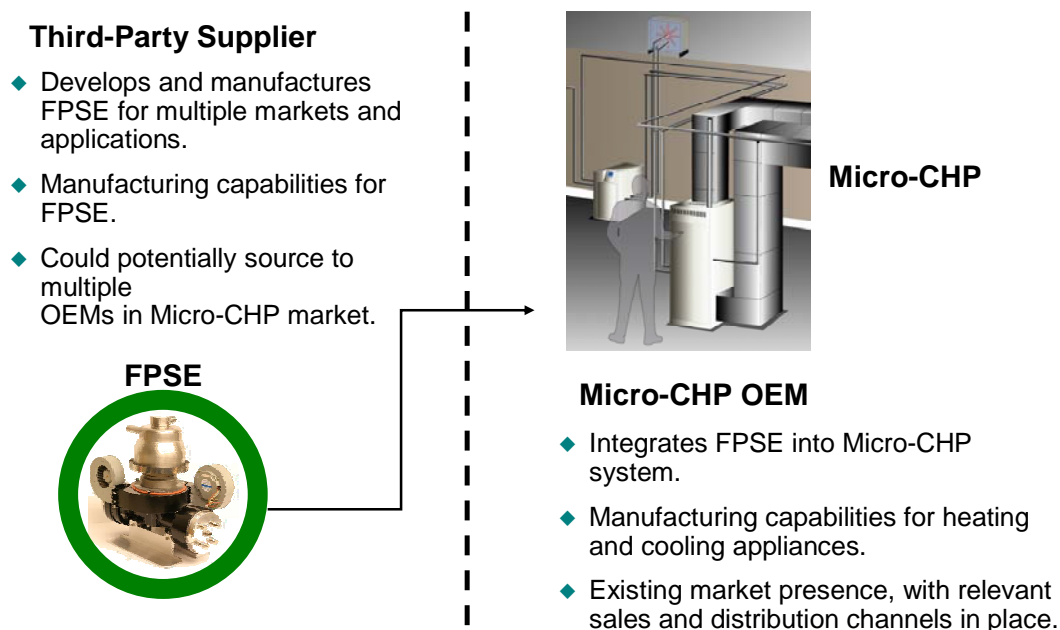 Third-Party Supplier
◆ Develops and manufactures
FPSE for multiple markets and
applications.
◆ Manufacturing capabilities for
FPSE.
◆ Could potentially source to
multiple
OEMs in Micro-CHP market.
FPSE
Micro-CHP
Micro-CHP OEM
◆ Integrates FPSE into Micro-CHP
system.
◆ Manufacturing capabilities for heating
and cooling appliances.
◆ Existing market presence, with relevant
sales and distribution channels in place.